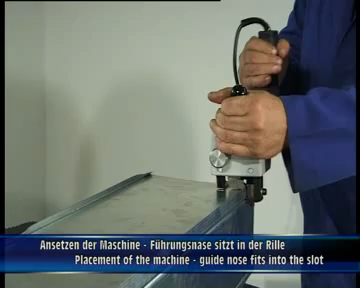 Ansetzen der Maschine - Führungsnase sitzt in der Rille
Placement of the machine - guide nose fits into the slot